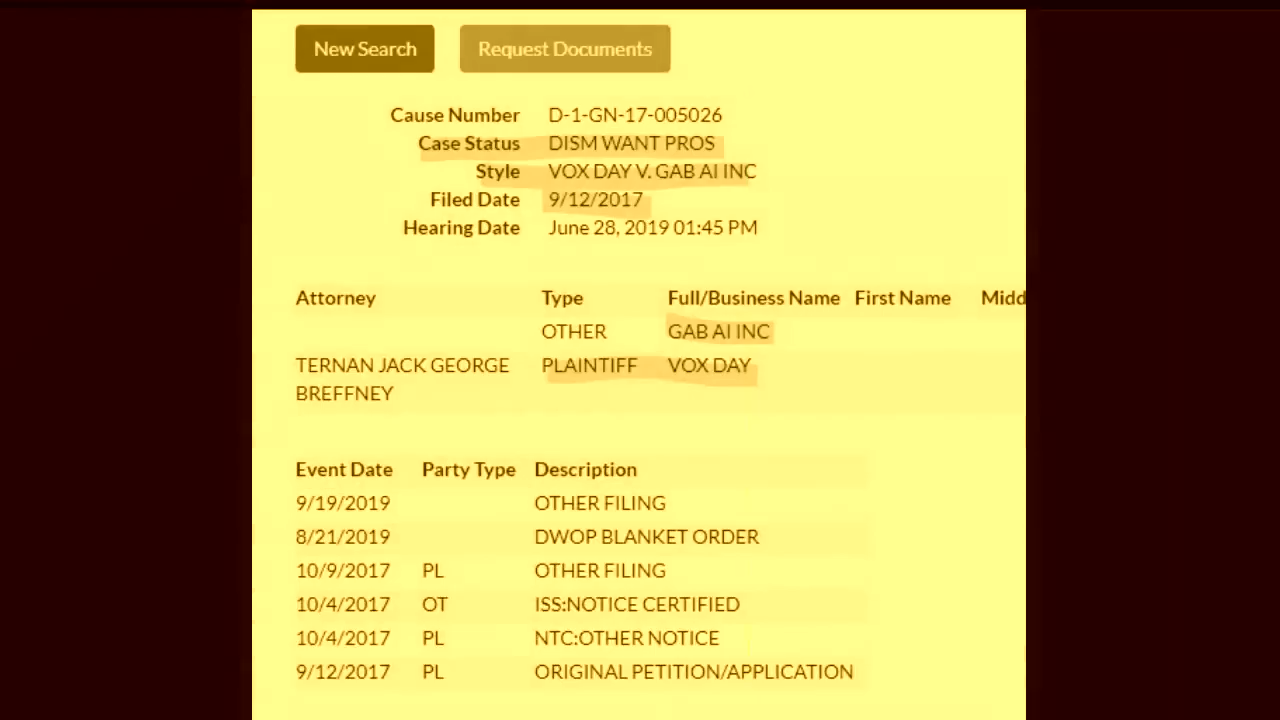 New Search Request Documents
Cause Number D-1-GN-17-005026
Case Status DISM WANT PROS
Style VOX DAY V. GAB AI INC
Filed Date 9/12/2017
Hearing Date June 28, 2019 01:45 PM
Attorney Type Full/Business Name First Name Midd
OTHER GAB AI INC
TERNAN JACK GEORGE PLAINTIFF VOX DAY
BREFFNEY
Event Date Party Type Description
9/19/2019 OTHER FILING
8/21/2019 DWOP BLANKET ORDER
10/9/2017 PL OTHER FILING
10/4/2017 OT ISS:NOTICE CERTIFIED
10/4/2017 PL NTC:OTHER NOTICE
9/12/2017 PL ORIGINAL PETITION/APPLICATION